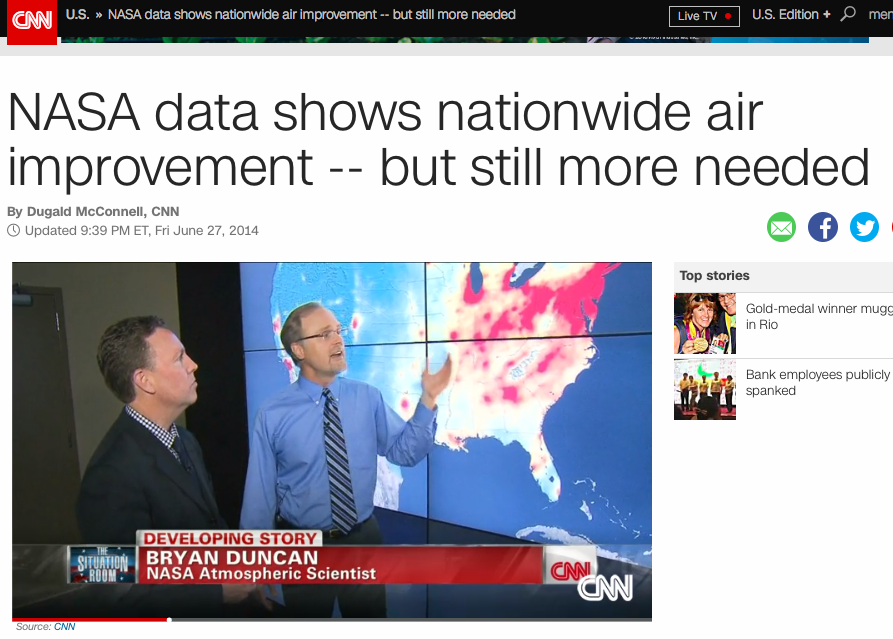 CNN
U.S. » NASA data shows nationwide air improvement -- but still more needed
Live TV
U.S. Edition +
men
NASA data shows nationwide air
improvement -- but still more needed
By Dugald McConnell, CNN
Updated 9:39 PM ET, Fri June 27, 2014
DEVELOPING STORY
THE
SITUATION
ROOM
BRYAN DUNCAN
NASA Atmospheric Scientist
CNN
CNN
Source: CNN
Top stories
Gold-medal winner mugg
in Rio
Bank employees publicly
spanked